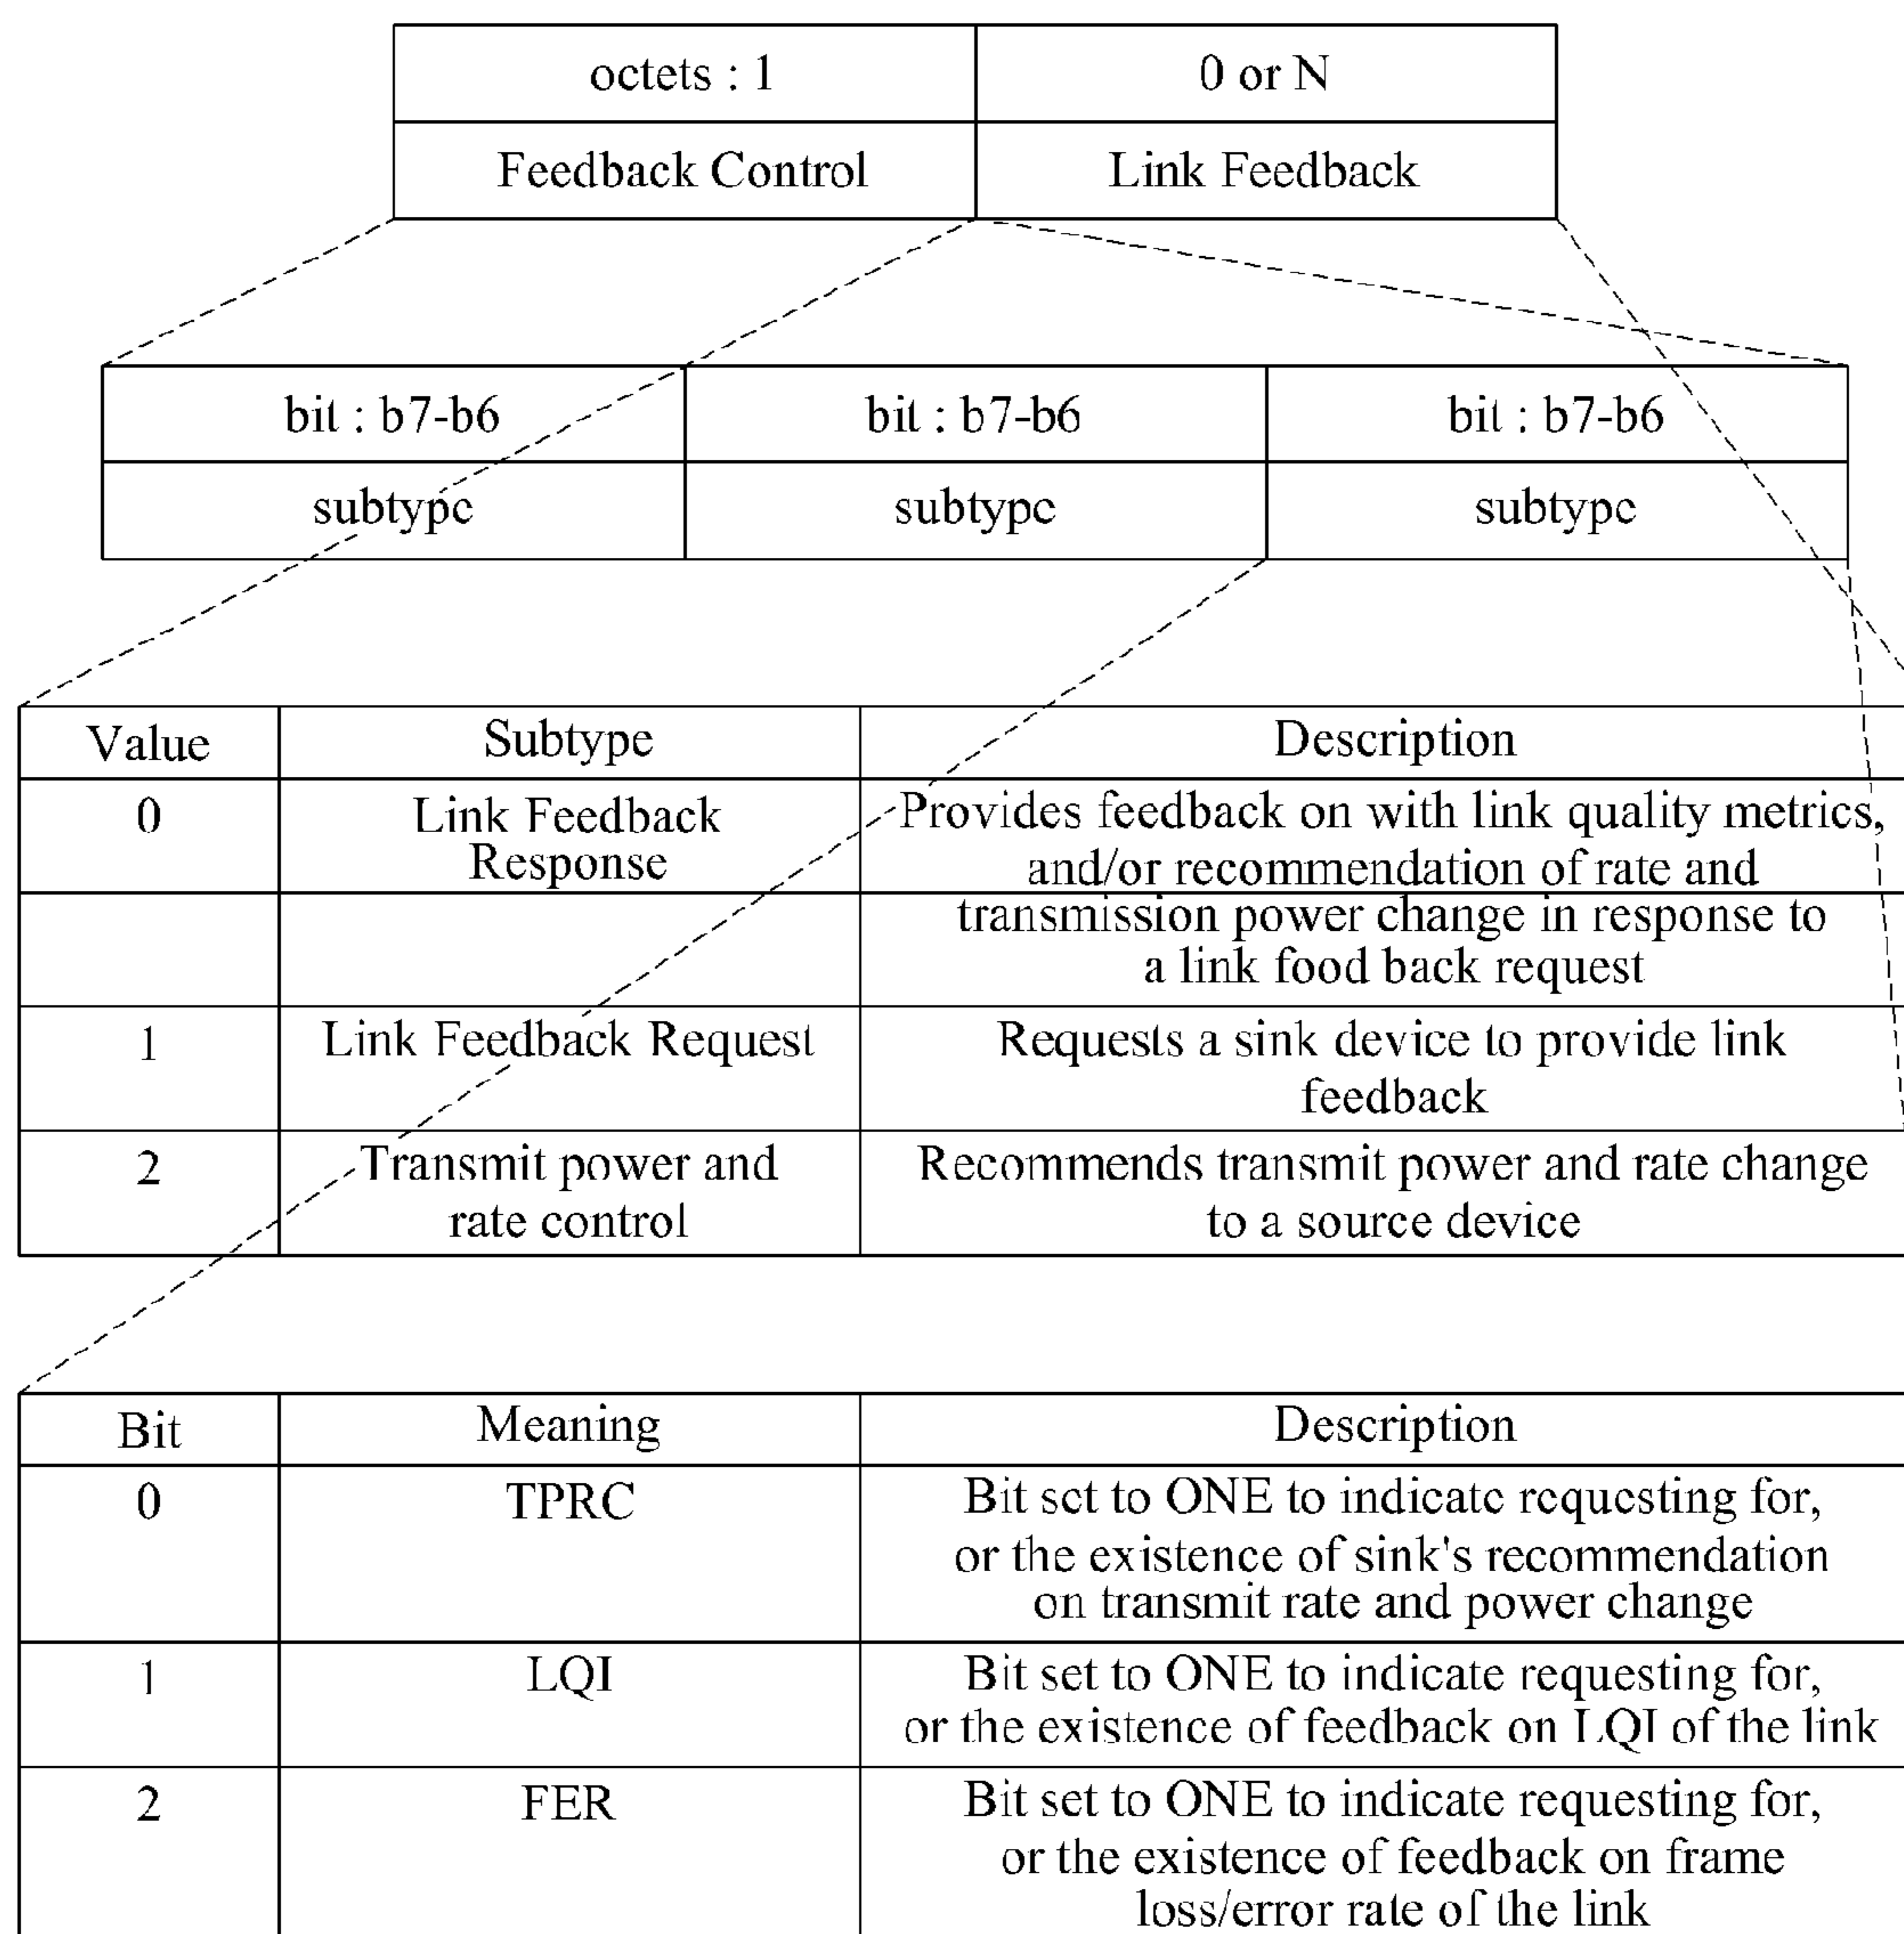 octets : 1 0 or N
Feedback Control Link Feedback
bit : b7-b6 bit : b7-b6 bit : b7-b6
subtype subtype subtype
Value Subtype Description
0 Link Feedback Response Provides feedback on with link quality metrics,
and/or recommendation of rate and
transmission power change in response to
a link food back request
1 Link Feedback Request Requests a sink device to provide link
feedback
2 Transmit power and Recommends transmit power and rate change
rate control to a source device
Bit Meaning Description
0 TPRC Bit set to ONE to indicate requesting for,
or the existence of sink's recommendation
on transmit rate and power change
1 LQI Bit set to ONE to indicate requesting for,
or the existence of feedback on LQI of the link
2 FER Bit set to ONE to indicate requesting for,
or the existence of feedback on frame
loss/error rate of the link